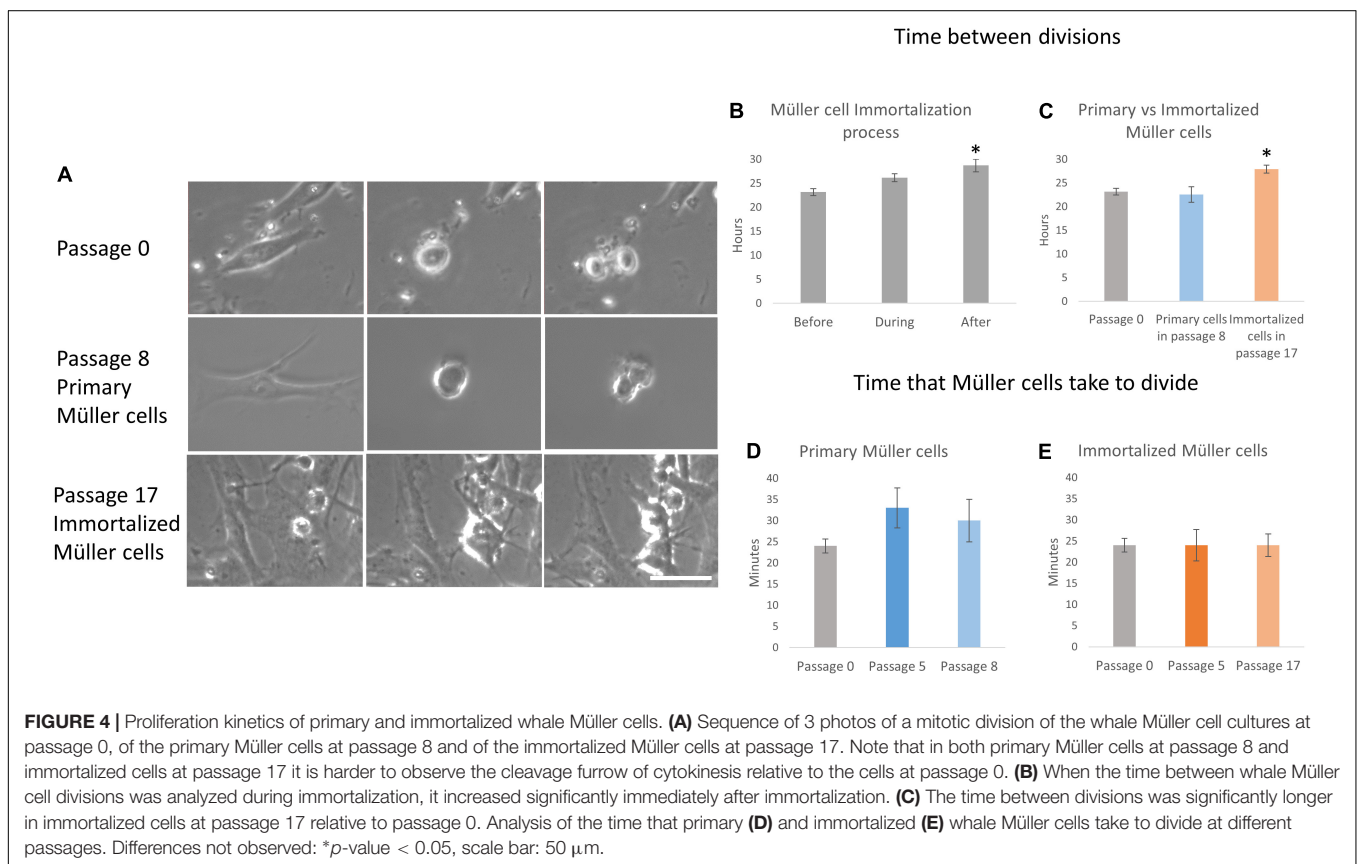 Time between divisions
A
Passage 0
Passage 8
Primary
Müller cells
Passage 17
Immortalized
Müller cells
B
Müller cell Immortalization
process
*
30
25
20
15
10
5
0
Hours
Before During After
C
Primary vs Immortalized
Müller cells
*
30
25
20
15
10
5
0
Hours
Passage 0
Primary cells
in passage 8
Immortalized
cells in
passage 17
Time that Müller cells take to divide
D
Primary Müller cells
40
35
30
25
20
15
10
5
0
Minutes
Passage 0 Passage 5 Passage 8
E
Immortalized Müller cells
40
35
30
25
20
15
10
5
0
Minutes
Passage 0 Passage 5 Passage 17
FIGURE 4 | Proliferation kinetics of primary and immortalized whale Müller cells. (A) Sequence of 3 photos of a mitotic division of the whale Müller cell cultures at
passage 0, of the primary Müller cells at passage 8 and of the immortalized Müller cells at passage 17. Note that in both primary Müller cells at passage 8 and
immortalized cells at passage 17 it is harder to observe the cleavage furrow of cytokinesis relative to the cells at passage 0. (B) When the time between whale Müller
cell divisions was analyzed during immortalization, it increased significantly immediately after immortalization. (C) The time between divisions was significantly longer
in immortalized cells at passage 17 relative to passage 0. Analysis of the time that primary (D) and immortalized (E) whale Müller cells take to divide at different
passages. Differences not observed: *p-value < 0.05, scale bar: 50 μm.